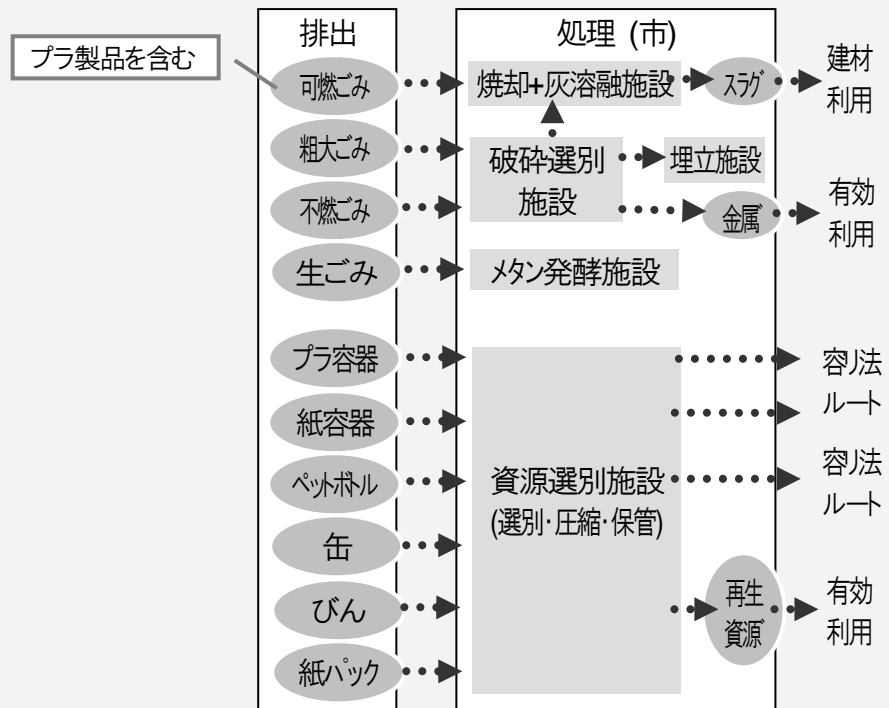 排出
処理 (市)
プラ製品を含む
可燃ごみ
焼却+灰溶融施設
スラグ
建材
利用
粗大ごみ
破砕選別
施設
埋立施設
不燃ごみ
金属
有効
利用
生ごみ
メタン発酵施設
プラ容器
容リ法
ルート
紙容器
ペットボトル
資源選別施設
(選別・圧縮・保管)
容リ法
ルート
缶
びん
再生
資源
有効
利用
紙パック